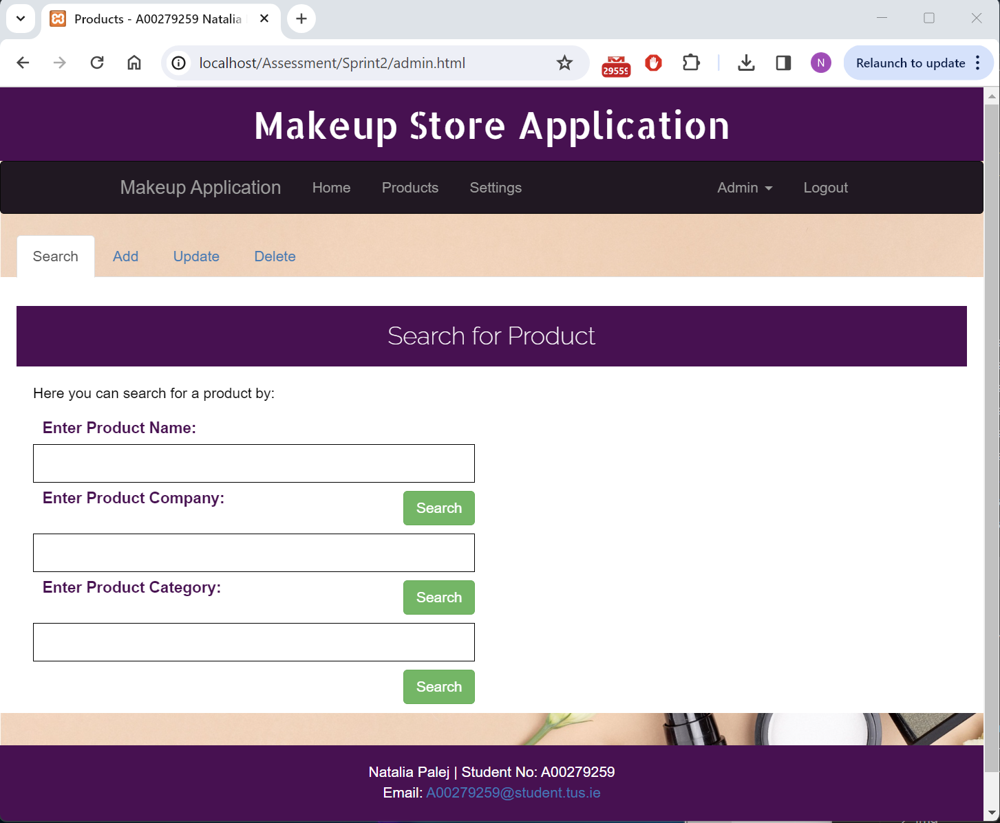 Products - A00279259 Natalia
localhost/Assessment/Sprint2/admin.html
N
Relaunch to update
Makeup Store Application
Makeup Application Home Products Settings Admin Logout
Search Add Update Delete
Search for Product
Here you can search for a product by:
Enter Product Name:
Enter Product Company:
Search
Enter Product Category:
Search
Search
Natalia Palej | Student No: A00279259
Email: A00279259@student.tus.ie